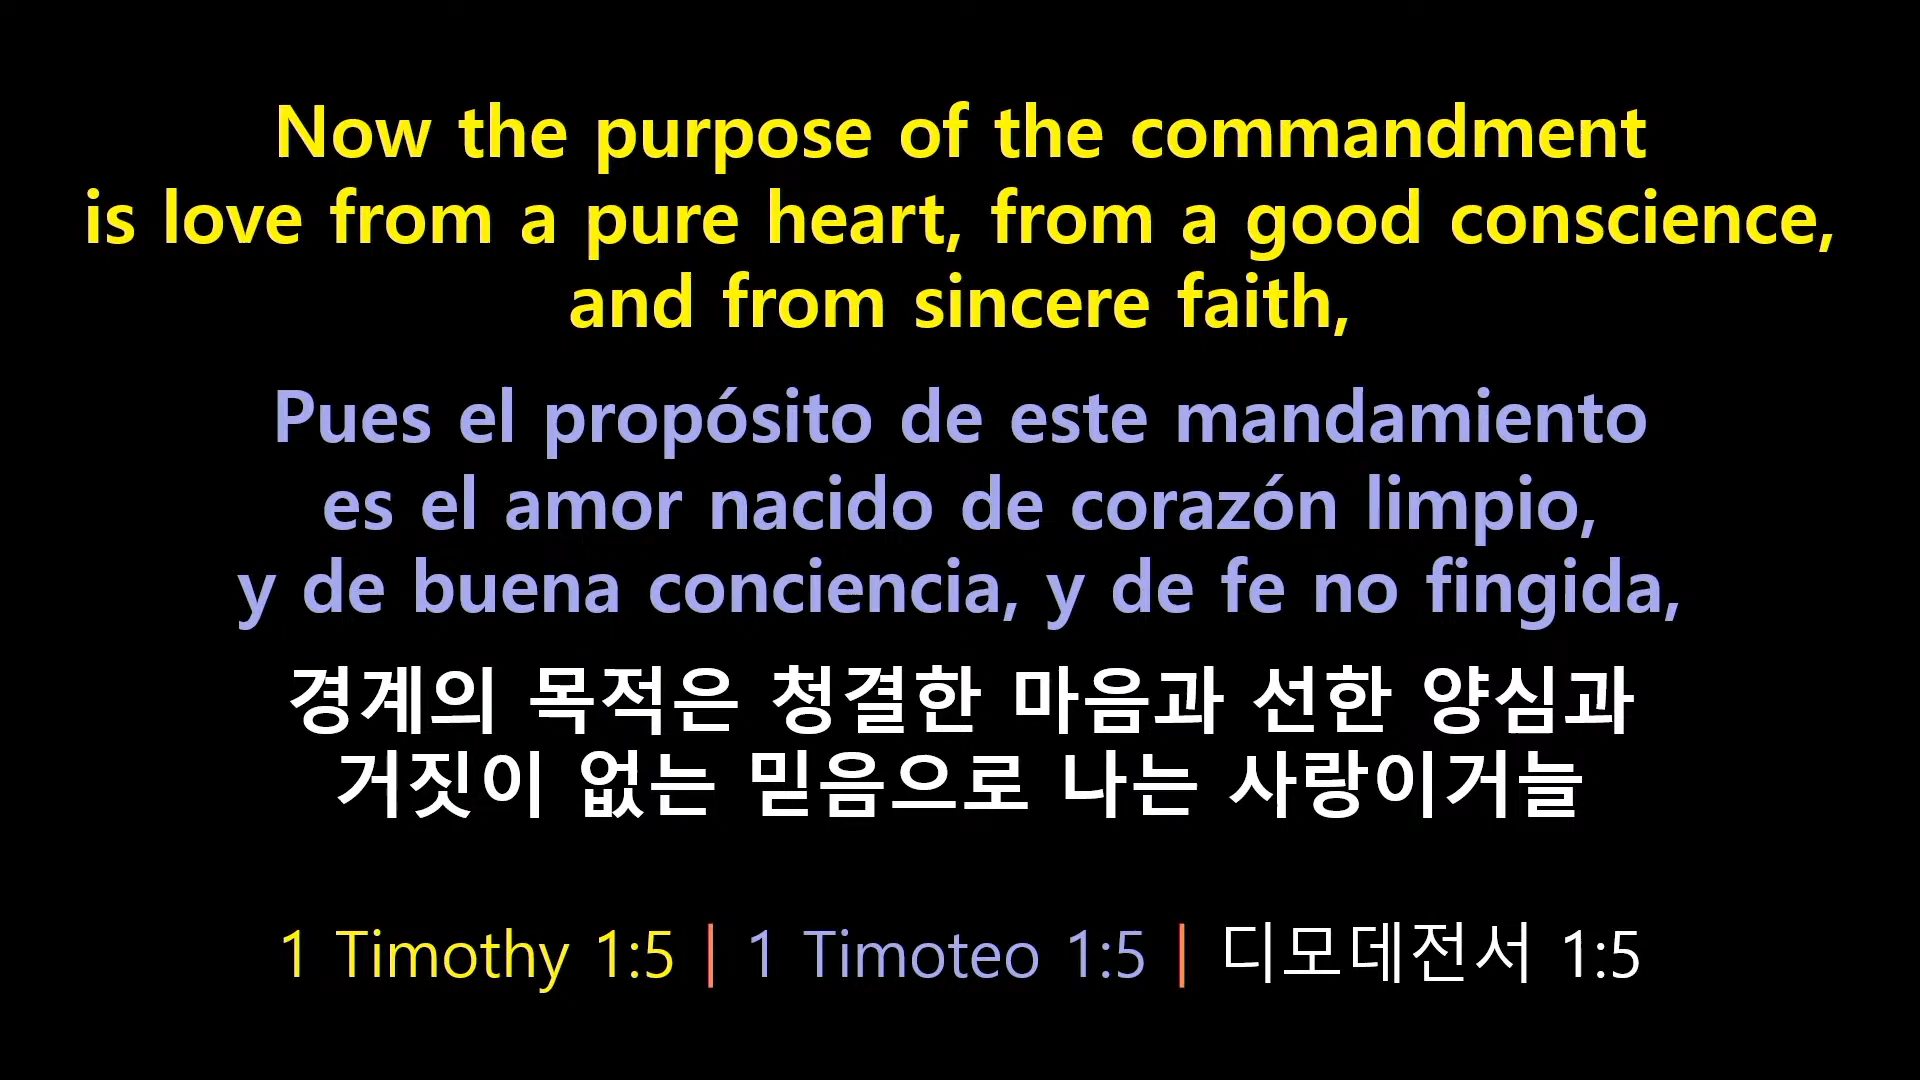 Now the purpose of the commandment
is love from a pure heart, from a good conscience,
and from sincere faith,
Pues el propósito de este mandamiento
es el amor nacido de corazón limpio,
y de buena conciencia, y de fe no fingida,
경계의 목적은 청결한 마음과 선한 양심과
거짓이 없는 믿음으로 나는 사랑이거늘
1 Timothy 1:5 | 1 Timoteo 1:5 | 디모데전서 1:5